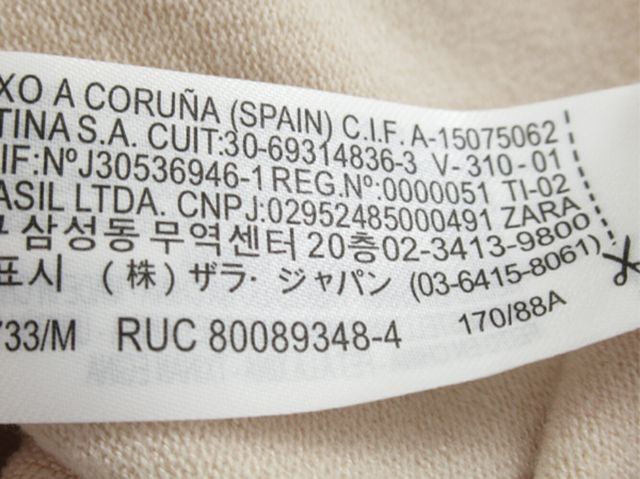 XO A CORUÑA (SPAIN) C.I.F. A-15075062
TINA S.A. CUIT:30-69314836-3 V-310-01
IF:NºJ30536946-1 REG.Nº:0000051 TI-02
ASIL LTDA. CNPJ:02952485000491 ZARA
구 삼성동 무역센터 20층02-3413-9800
표시 (株) ザラ・ジャパン (03-6415-8061)
733/M RUC 80089348-4 170/88A